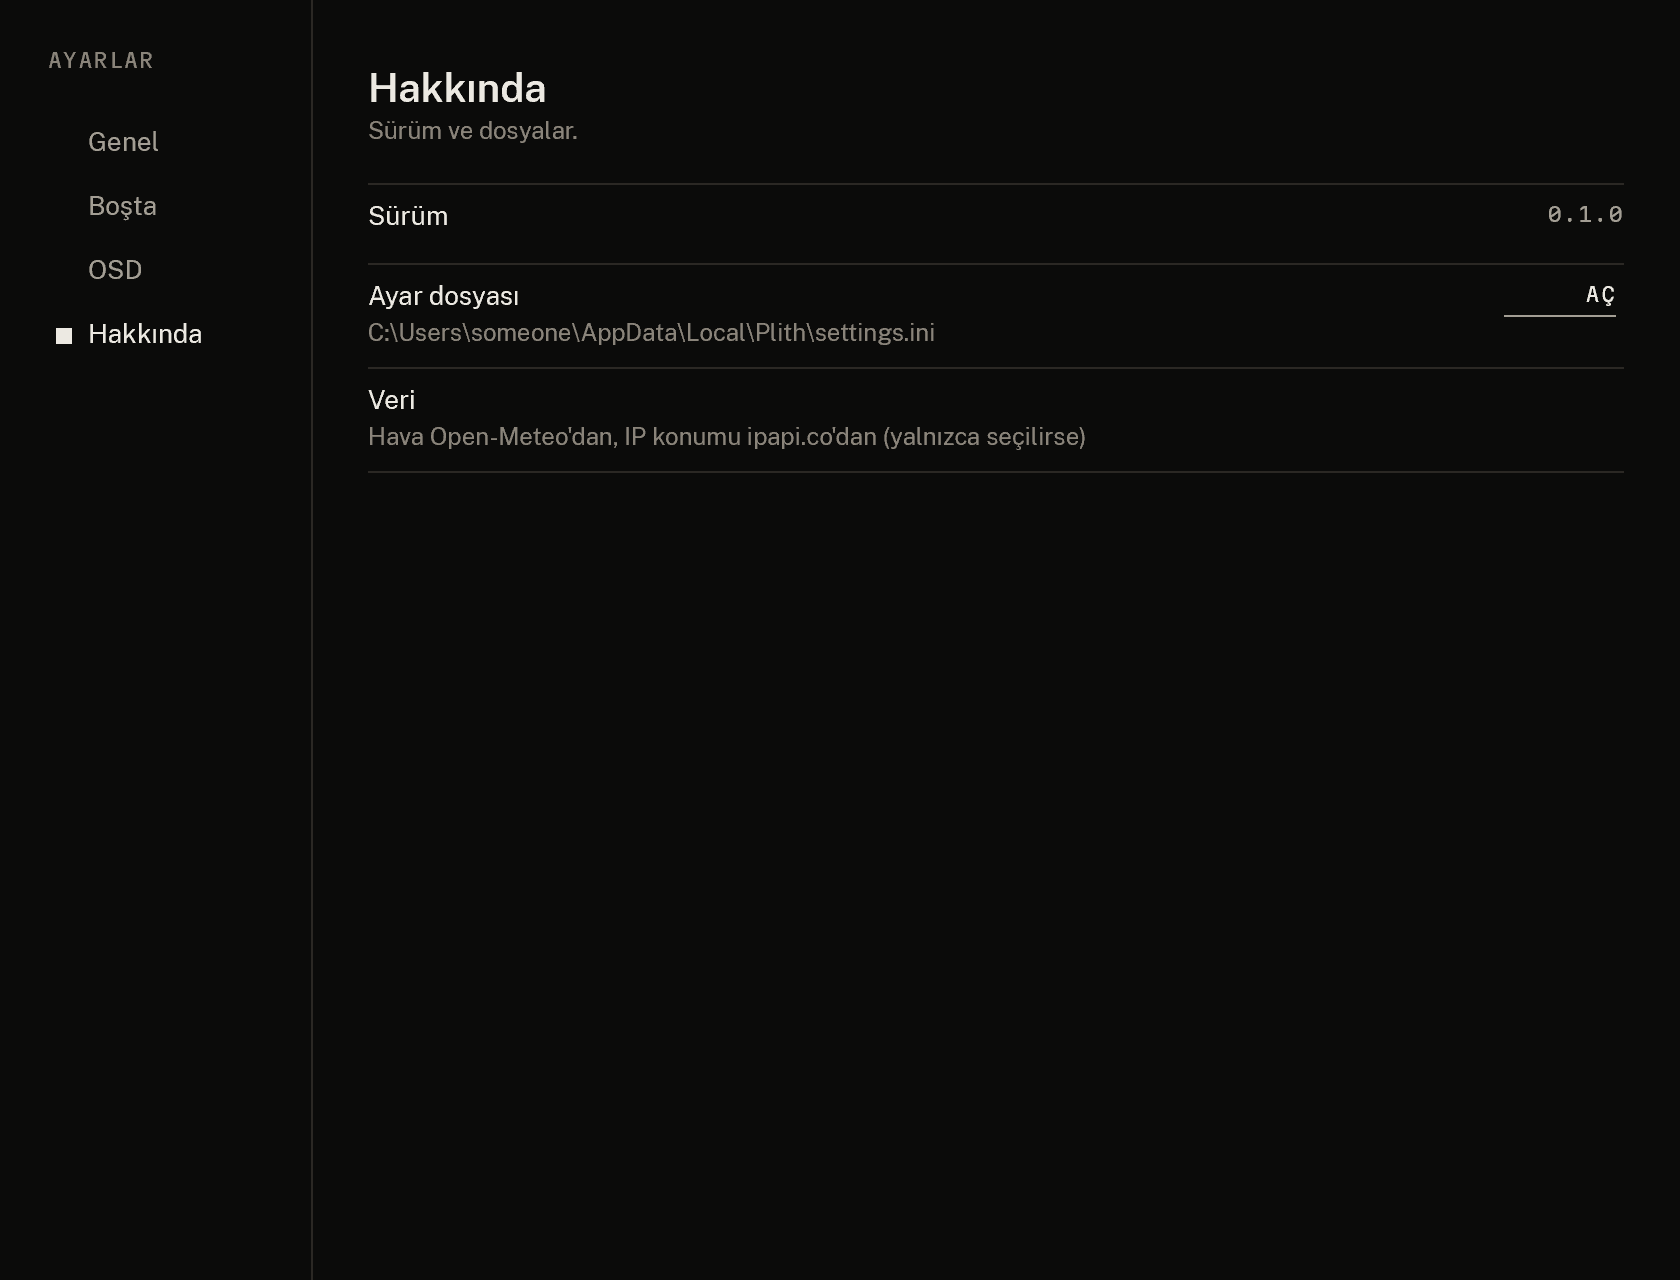 AYARLAR
Genel
Boşta
OSD
Hakkında
Hakkında
Sürüm ve dosyalar.
Sürüm
0.1.0
Ayar dosyası
AÇ
C:\Users\someone\AppData\Local\Plith\settings.ini
Veri
Hava Open-Meteo'dan, IP konumu ipapi.co'dan (yalnızca seçilirse)